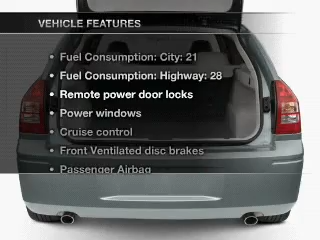 VEHICLE FEATURES
• Fuel Consumption: City: 21
• Fuel Consumption: Highway: 28
• Remote power door locks
• Power windows
• Cruise control
• Front Ventilated disc brakes
• Passenger Airbag